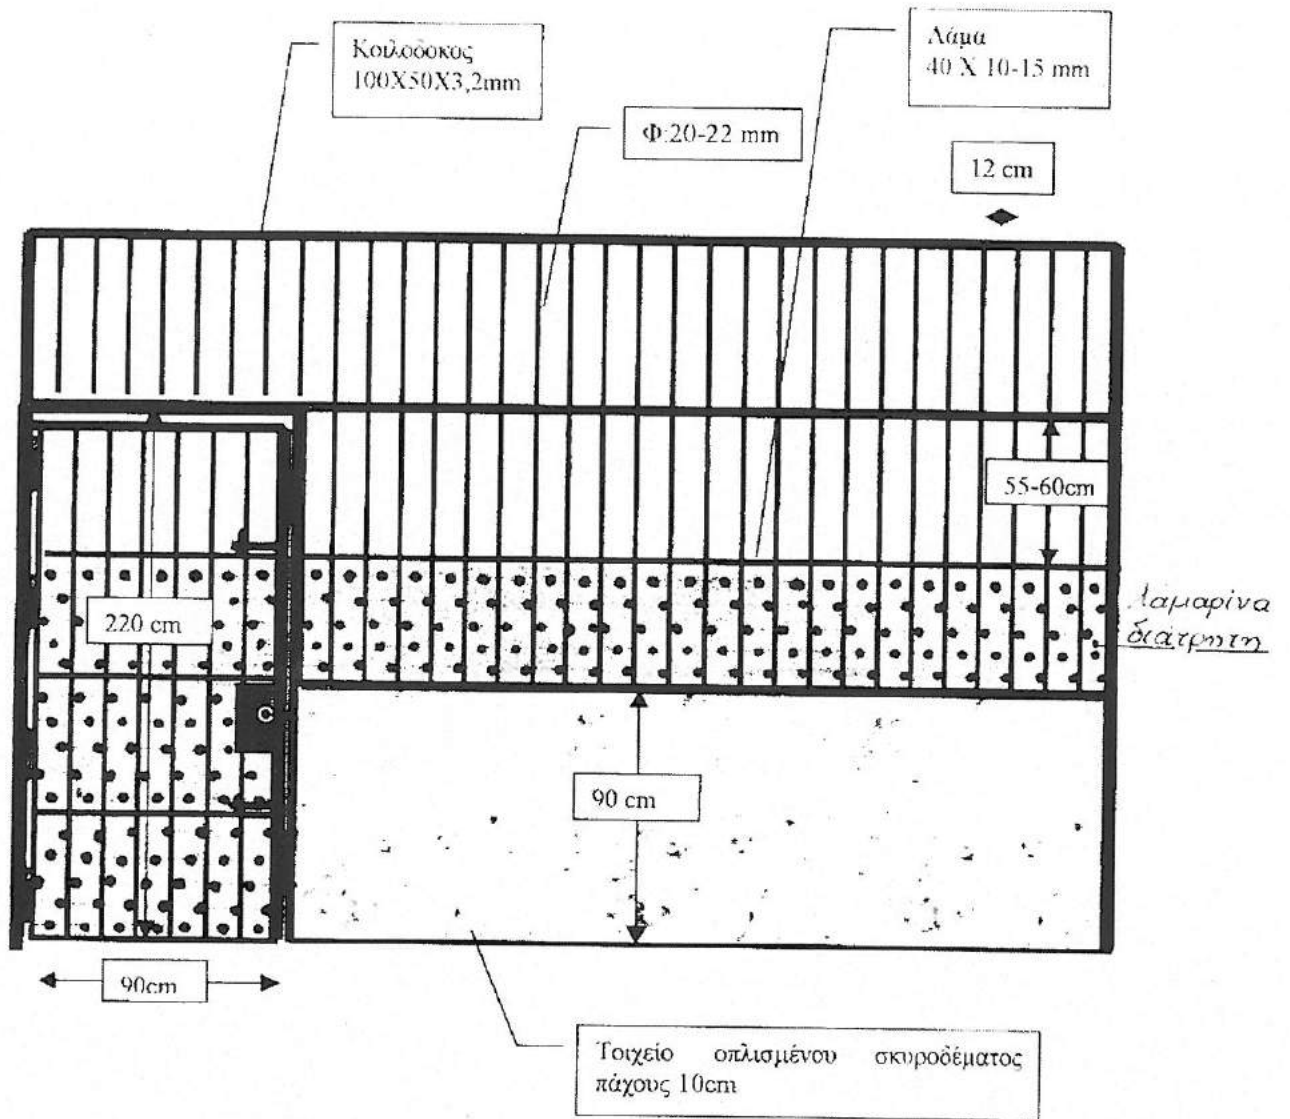 Κοιλοδοκος
100X50X3,2mm
Λάμα
40 X 10-15 mm
Φ:20-22 mm
12 cm
55-60cm
220 cm
λαμαρίνα
διάτρητη
90 cm
90cm
Τοιχείο οπλισμένου σκυροδέματος
πάχους 10cm